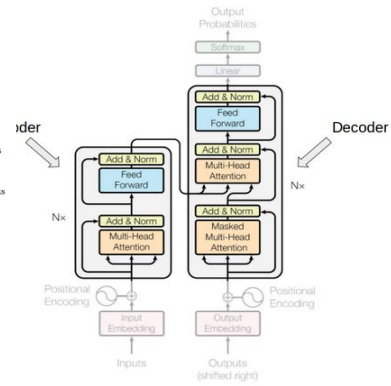 Output
Probabilities
Softmax
Linear
Add & Norm
Feed
Forward
Add & Norm
Multi-Head
Attention
Add & Norm
Masked
Multi-Head
Attention
Nx
Decoder
oder
Add & Norm
Feed
Forward
Add & Norm
Multi-Head
Attention
Nx
Positional
Encoding
Positional
Encoding
Input
Embedding
Output
Embedding
Inputs
Outputs
(shifted right)